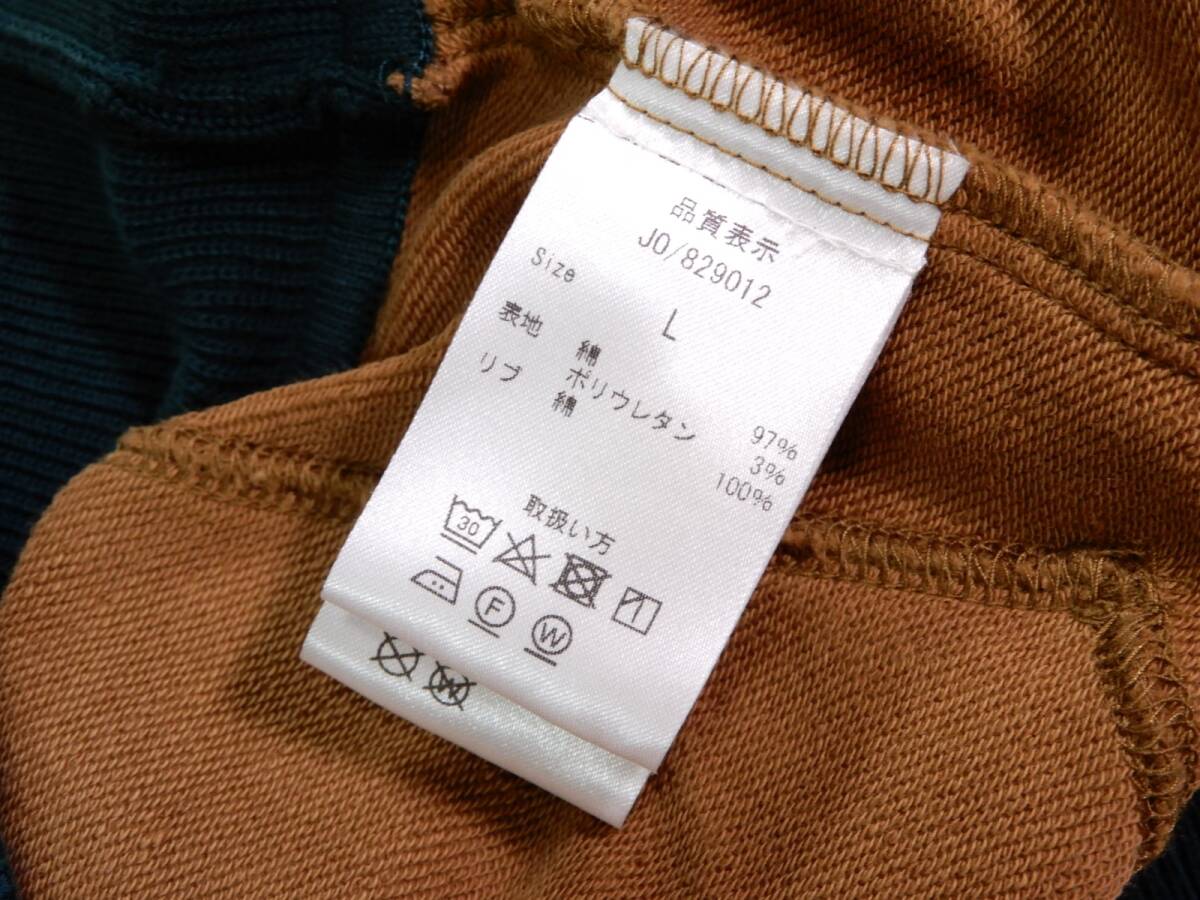 品質表示
JO/829012
Size L
表地 綿 97%
ポリウレタン 3%
リブ 綿 100%
取扱い方
30
F W
W